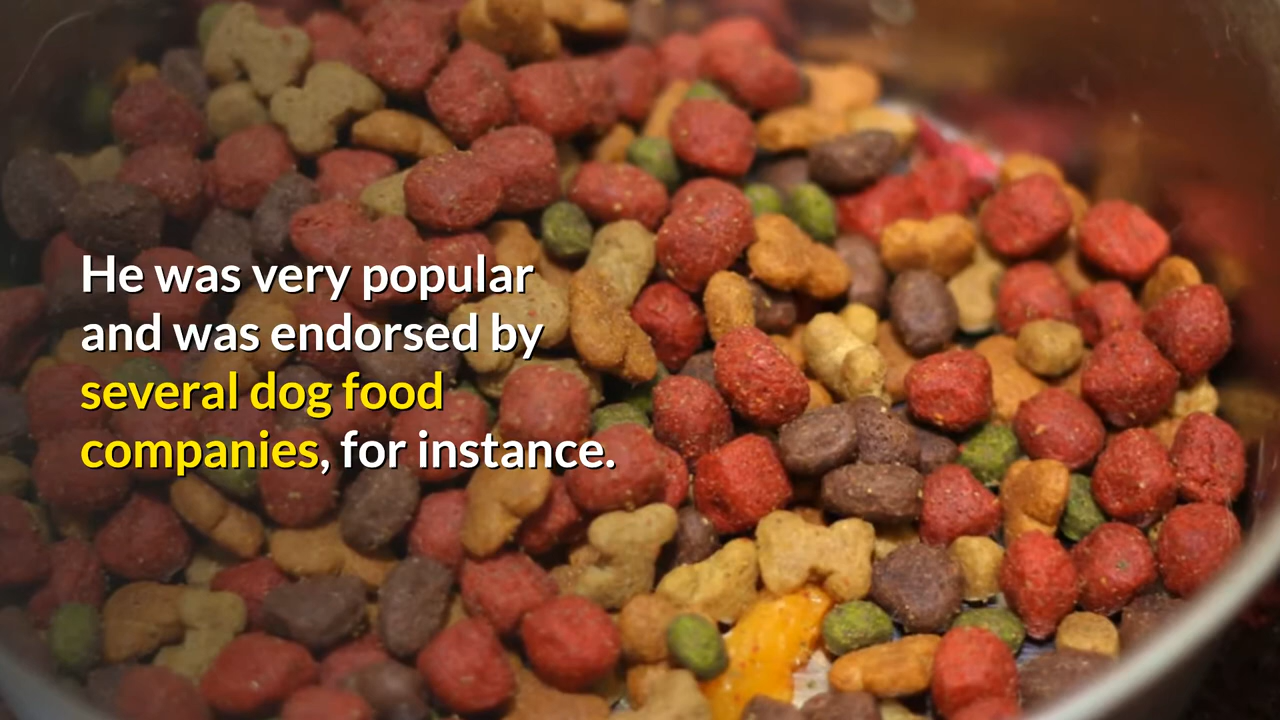 He was very popular
and was endorsed by
several dog food
companies, for instance.